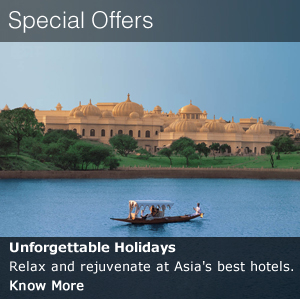 Special Offers
Unforgettable Holidays
Relax and rejuvenate at Asia's best hotels.
Know More